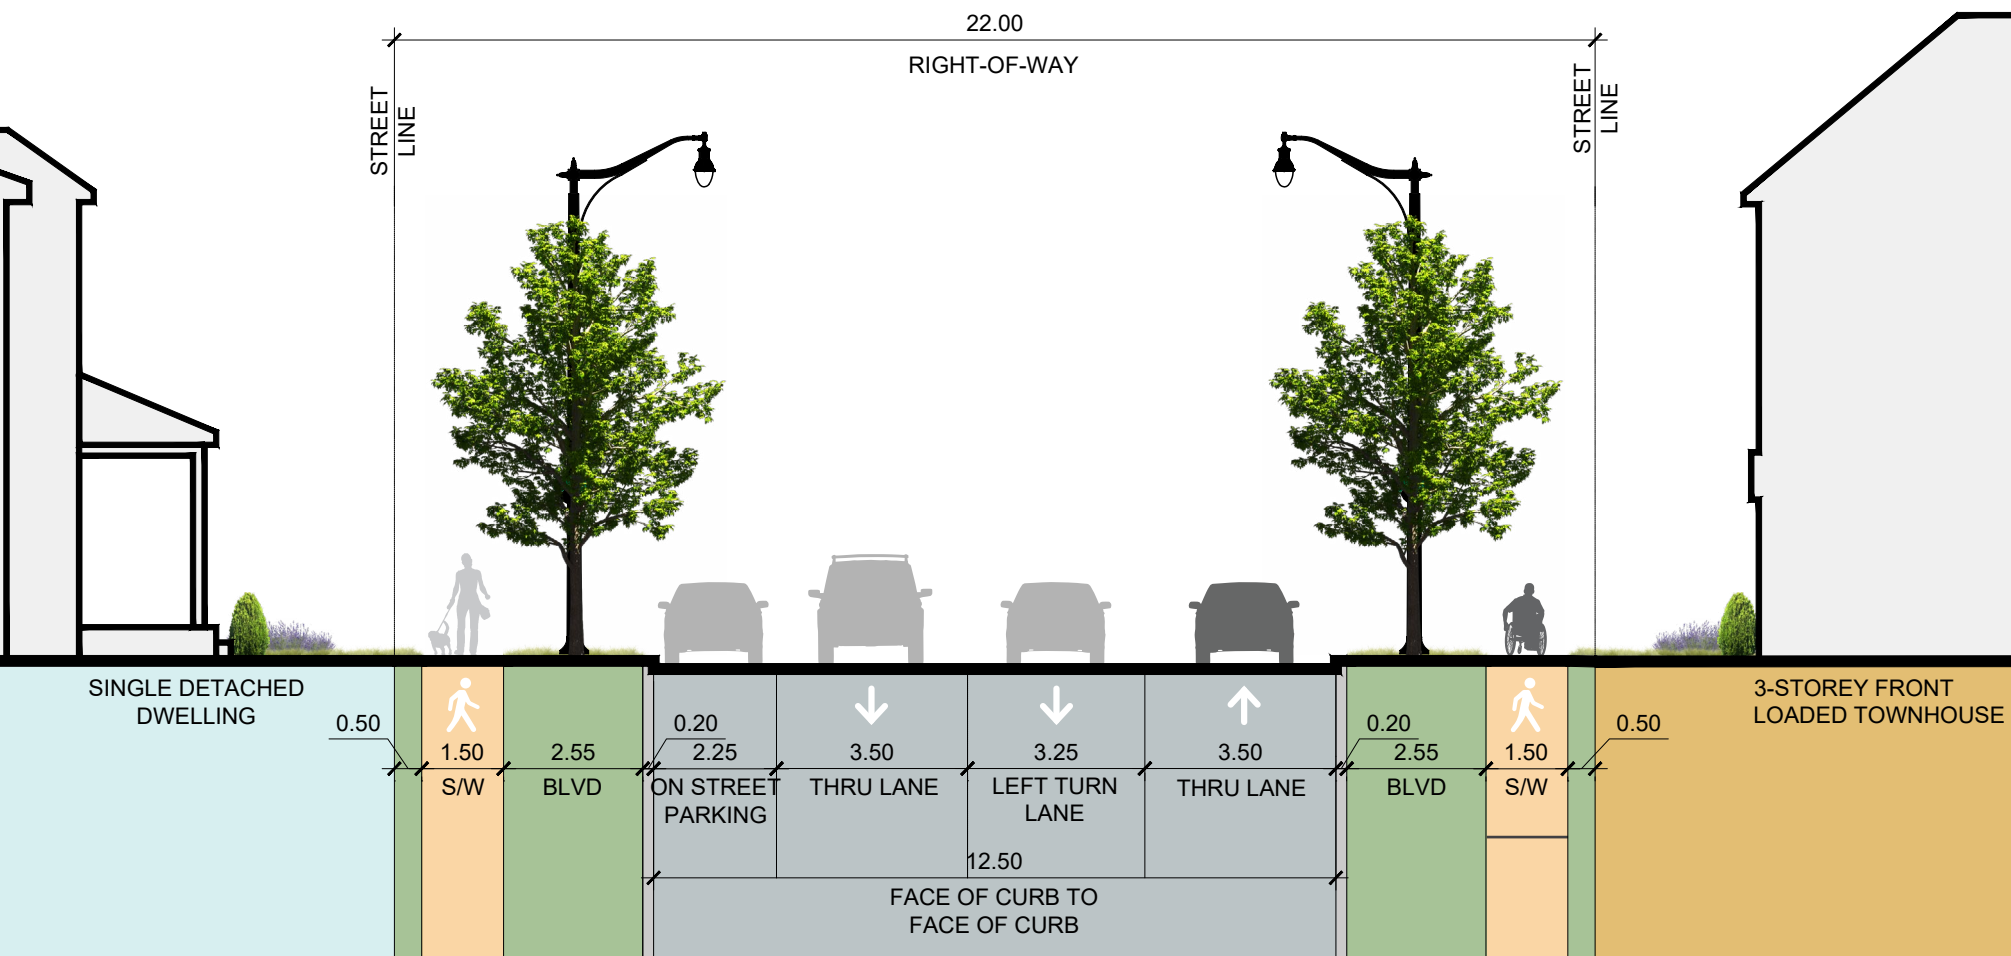 22.00
RIGHT-OF-WAY
STREET
LINE
STREET
LINE
SINGLE DETACHED
DWELLING
3-STOREY FRONT
LOADED TOWNHOUSE
0.50
0.20
0.20
0.50
1.50
2.55
2.25
3.50
3.25
3.50
2.55
1.50
S/W
BLVD
ON STREET
PARKING
THRU LANE
LEFT TURN
LANE
THRU LANE
BLVD
S/W
12.50
FACE OF CURB TO
FACE OF CURB